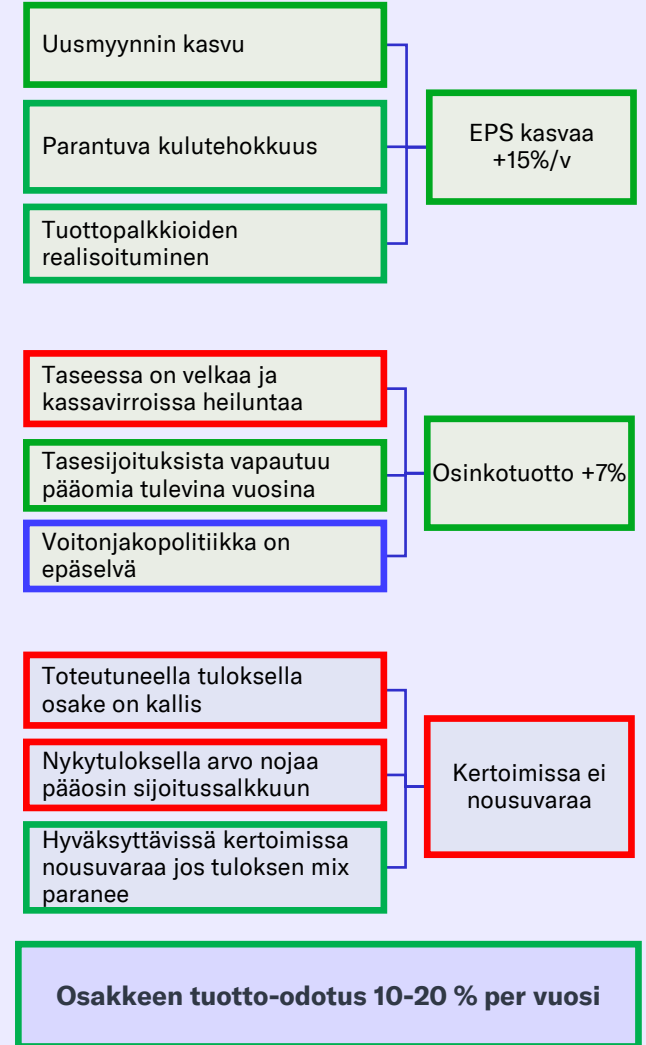 Uusmyynnin kasvu
Parantuva kulutehokkuus
Tuottopalkkioiden
realisoituminen
EPS kasvaa
+15%/v
Taseessa on velkaa ja
kassavirroissa heiluntaa
Tasesijoituksista vapautuu
pääomia tulevina vuosina
Voitonjakopolitiikka on
epäselvä
Osinkotuotto +7%
Toteutuneella tuloksella
osake on kallis
Nykytuloksella arvo nojaa
pääosin sijoitussalkkuun
Hyväksyttävissä kertoimissa
nousuvaraa jos tuloksen mix
paranee
Kertoimissa ei
nousuvaraa
Osakkeen tuotto-odotus 10-20 % per vuosi